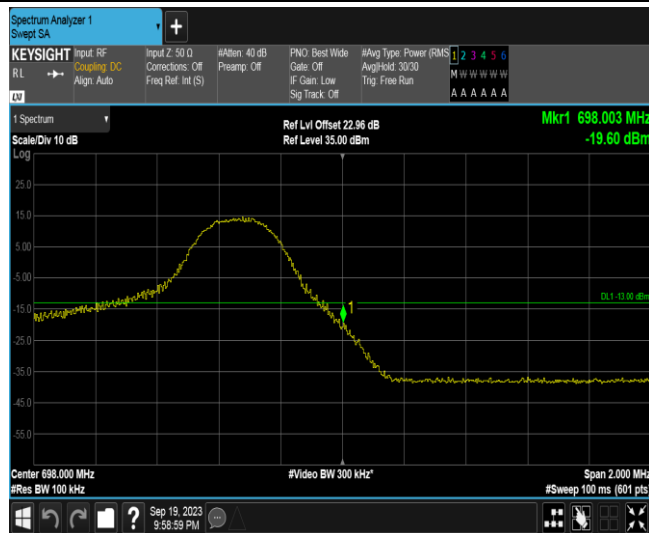 Spectrum Analyzer 1
Swept SA
+
KEYSIGHT
RL
LXI
Input: RF
Coupling: DC
Align: Auto
Input Z: 50 Ω
Corrections: Off
Freq Ref: Int (S)
#Atten: 40 dB
Preamp: Off
PNO: Best Wide
Gate: Off
IF Gain: Low
Sig Track: Off
#Avg Type: Power (RMS
Avg|Hold: 30/30
Trig: Free Run
1 2 3 4 5 6
M W W W W W
A A A A A A
1 Spectrum
Scale/Div 10 dB
Log
Ref Lvl Offset 22.96 dB
Ref Level 35.00 dBm
Mkr1 698.003 MHz
-19.60 dBm
25.0
15.0
5.00
-5.00
DL1 -13.00 dBm
1
-15.0
-25.0
-35.0
-45.0
-55.0
Center 698.000 MHz
#Video BW 300 kHz*
Span 2.000 MHz
#Res BW 100 kHz
#Sweep 100 ms (601 pts)
?
Sep 19, 2023
9:58:59 PM